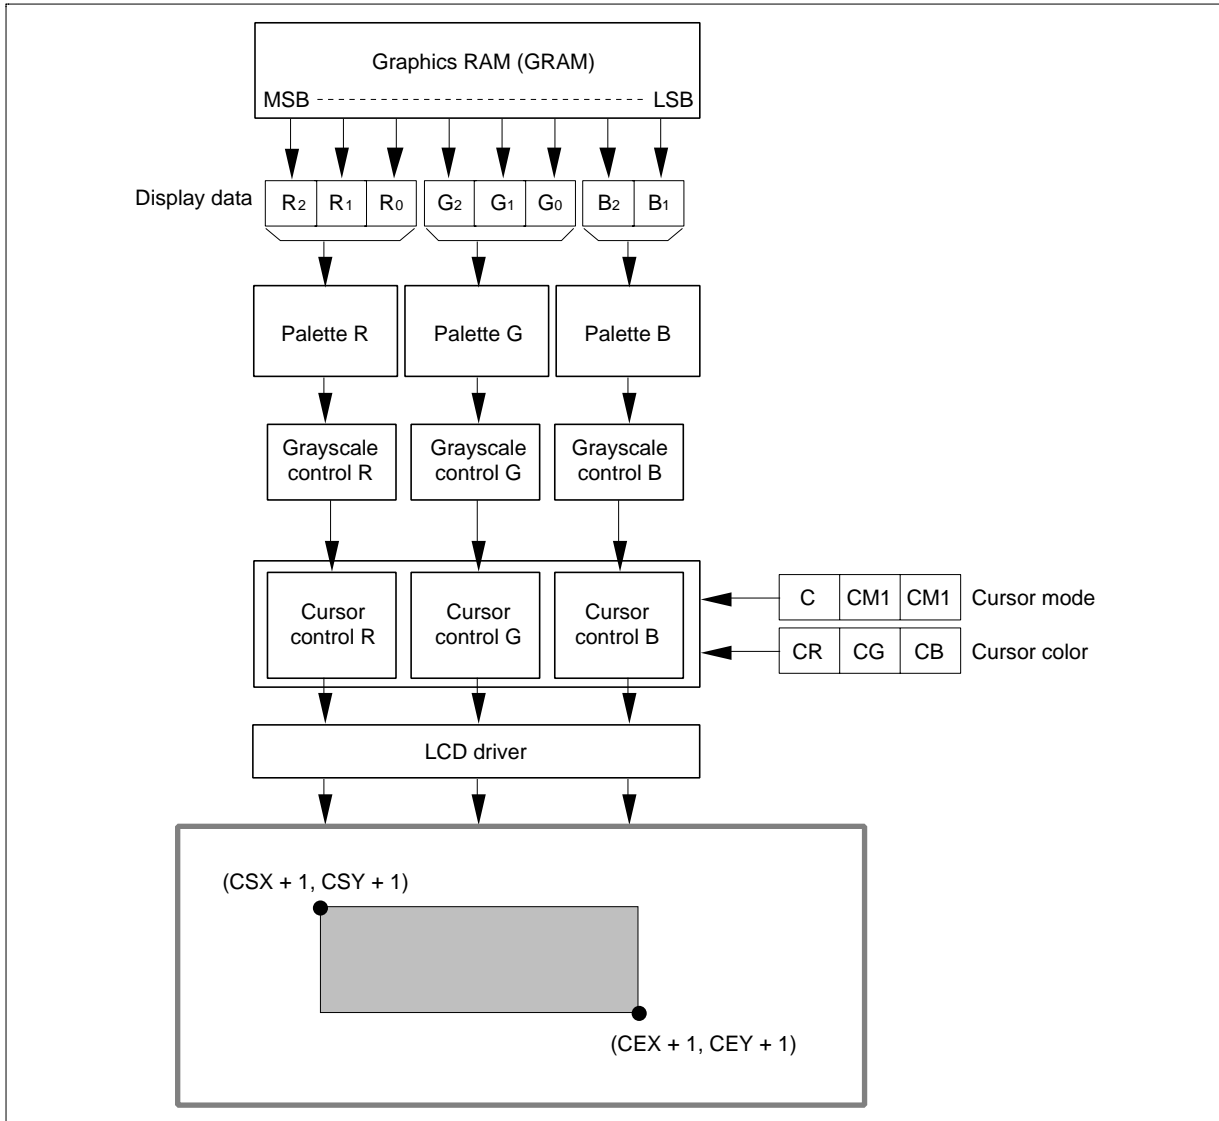 Graphics RAM (GRAM)
MSB ---------------------------- LSB
Display data R2 R1 R0 G2 G1 G0 B2 B1
Palette R Palette G Palette B
Grayscale control R
Grayscale control G
Grayscale control B
Cursor control R
Cursor control G
Cursor control B
C CM1 CM1 Cursor mode
CR CG CB Cursor color
LCD driver
(CSX + 1, CSY + 1)
(CEX + 1, CEY + 1)